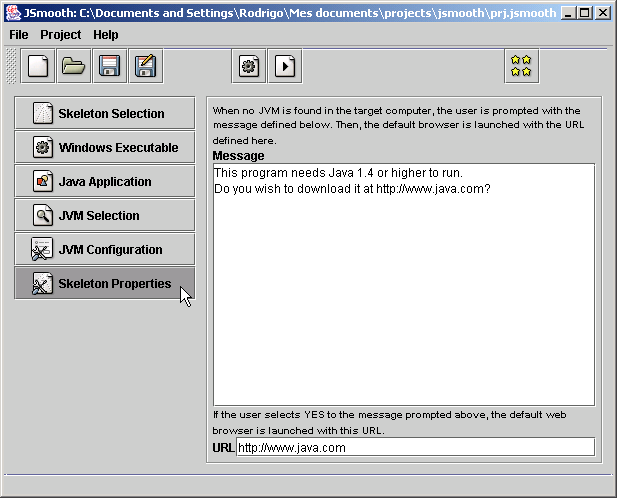 JSmooth: C:\Documents and Settings\Rodrigo\Mes documents\projects\jsmooth\prj.jsmooth
File Project Help
Skeleton Selection
Windows Executable
Java Application
JVM Selection
JVM Configuration
Skeleton Properties
When no JVM is found in the target computer, the user is prompted with the
message defined below. Then, the default browser is launched with the URL
defined here.
Message
This program needs Java 1.4 or higher to run.
Do you wish to download it at http://www.java.com?
If the user selects YES to the message prompted above, the default web
browser is launched with this URL.
URL http://www.java.com